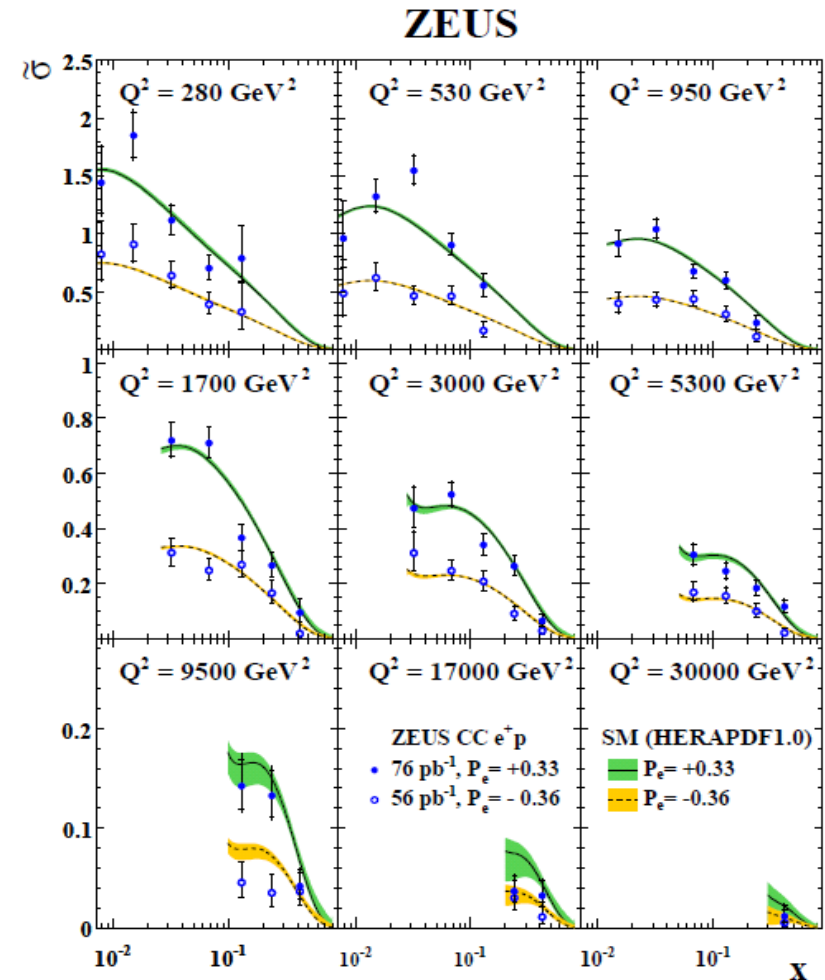 ZEUS
σ̃
2.5
Q² = 280 GeV²
Q² = 530 GeV²
Q² = 950 GeV²
2
1.5
1
0.5
1
Q² = 1700 GeV²
Q² = 3000 GeV²
Q² = 5300 GeV²
0.8
0.6
0.4
0.2
Q² = 9500 GeV²
Q² = 17000 GeV²
Q² = 30000 GeV²
0.2
ZEUS CC e⁺p
76 pb⁻¹, Pₑ= +0.33
56 pb⁻¹, Pₑ= - 0.36
SM (HERAPDF1.0)
Pₑ= +0.33
Pₑ= -0.36
0.1
0
10⁻² 10⁻¹ 10⁻² 10⁻¹ 10⁻² 10⁻¹ x